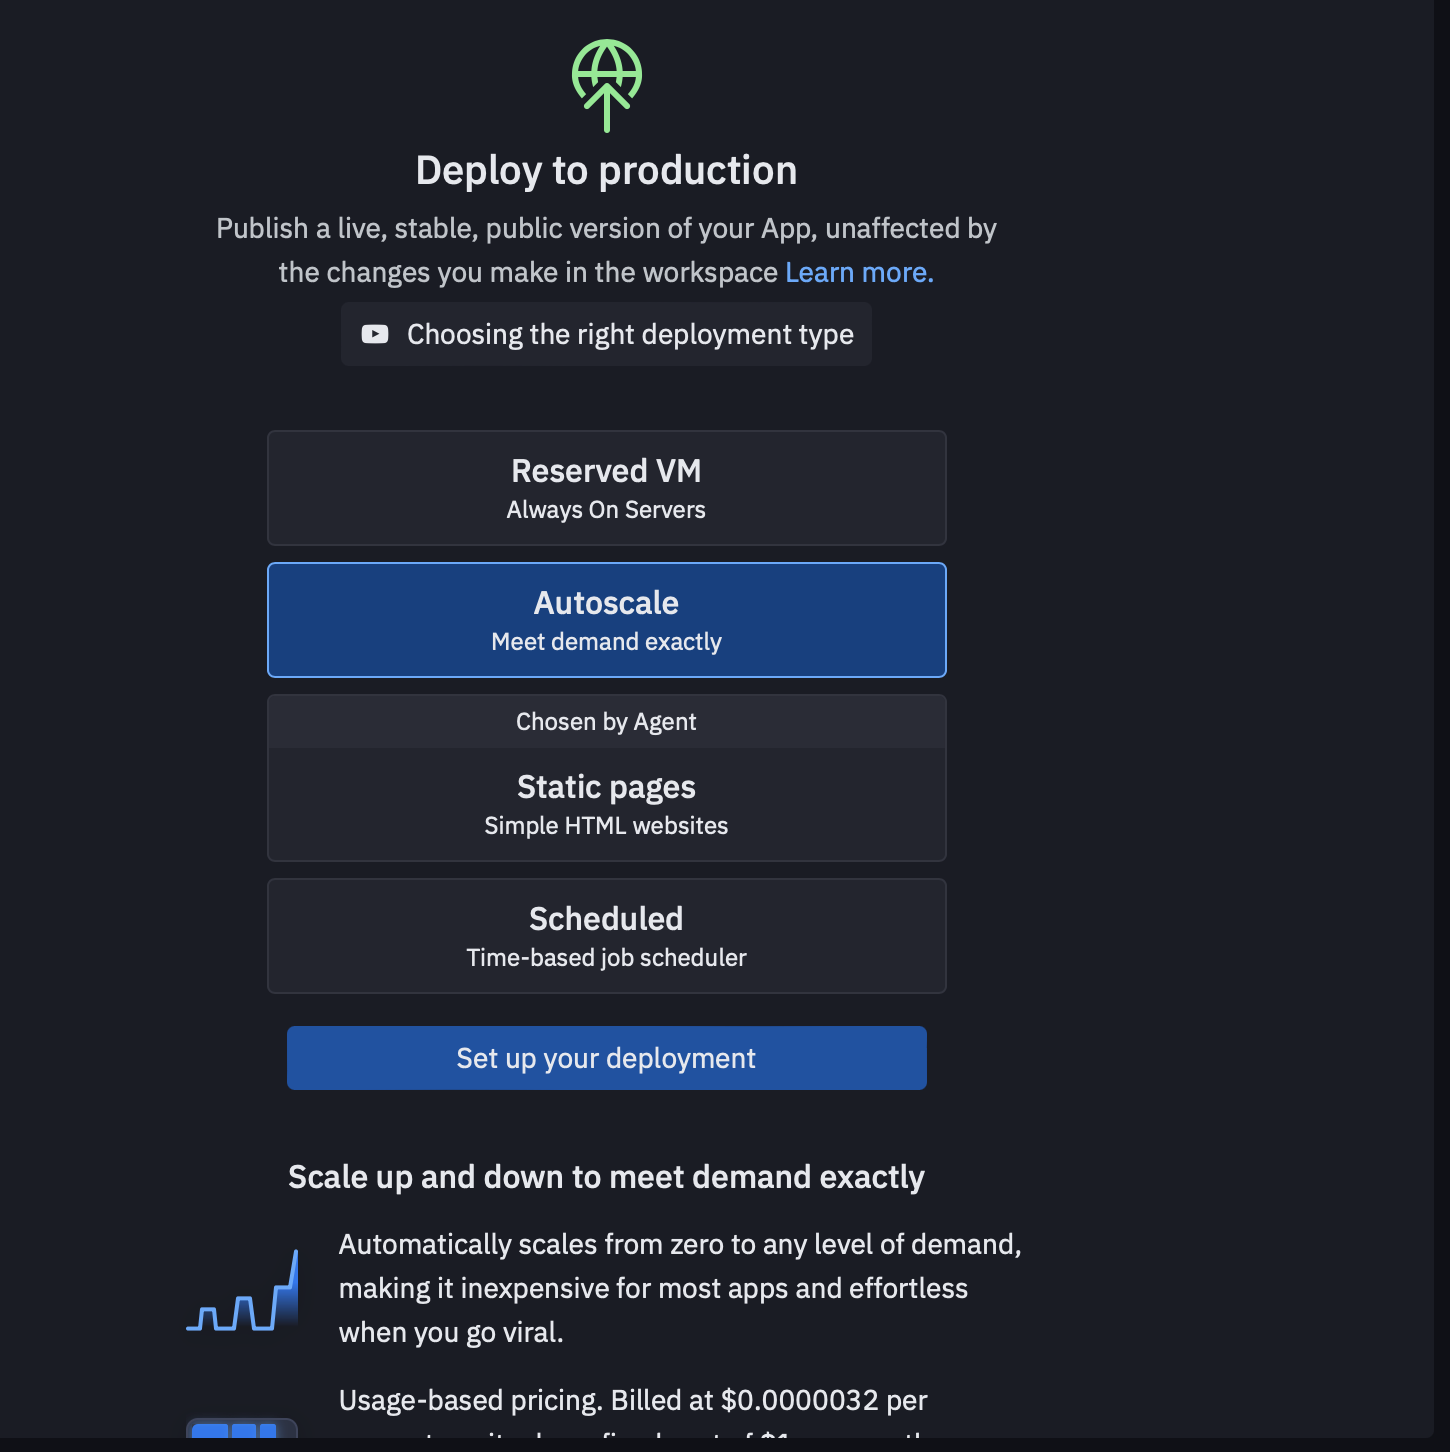 Deploy to production
Publish a live, stable, public version of your App, unaffected by
the changes you make in the workspace Learn more.
Choosing the right deployment type
Reserved VM
Always On Servers
Autoscale
Meet demand exactly
Chosen by Agent
Static pages
Simple HTML websites
Scheduled
Time-based job scheduler
Set up your deployment
Scale up and down to meet demand exactly
Automatically scales from zero to any level of demand,
making it inexpensive for most apps and effortless
when you go viral.
Usage-based pricing. Billed at $0.0000032 per